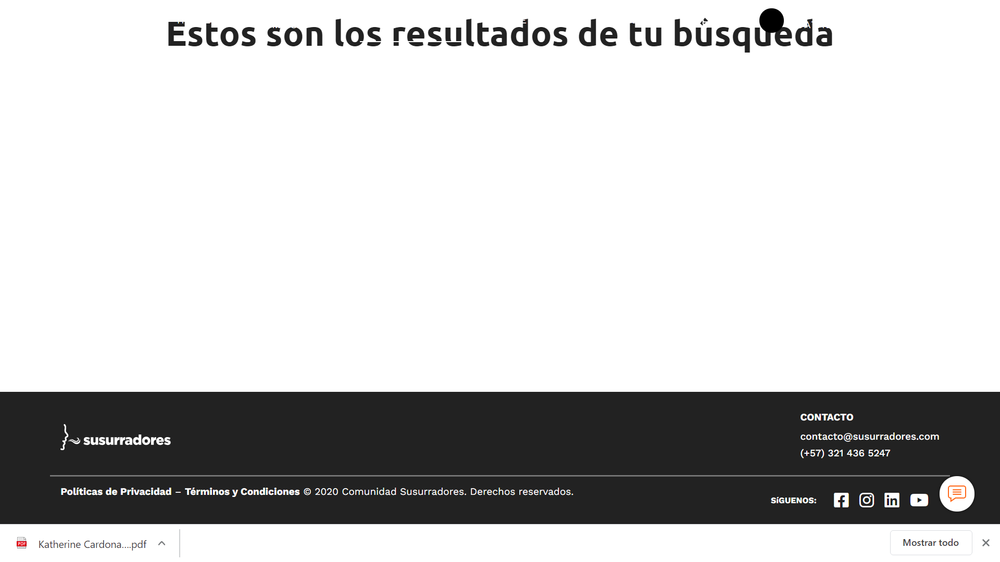 Estos son los resultados de tu búsqueda
susurradores
CONTACTO
contacto@susurradores.com
(+57) 321 436 5247
Políticas de Privacidad – Términos y Condiciones © 2020 Comunidad Susurradores. Derechos reservados.
SíGUENOS:
PDF
Katherine Cardona....pdf
Mostrar todo